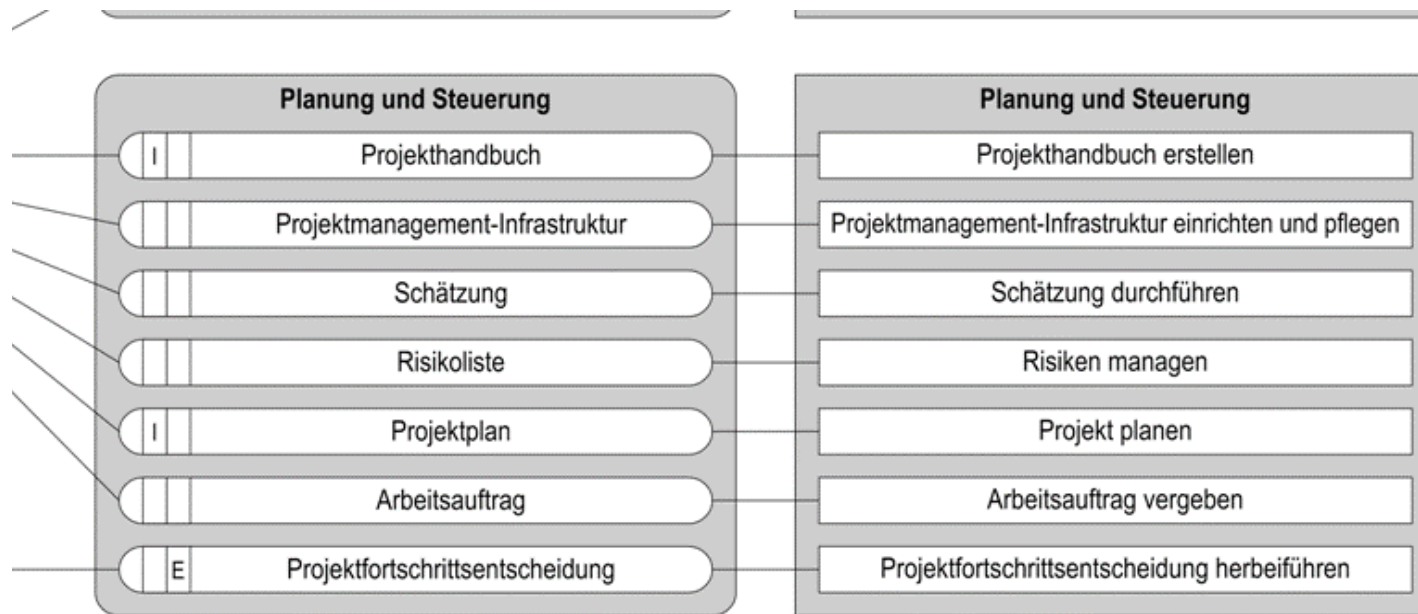 Planung und Steuerung
I Projekthandbuch
Projektmanagement-Infrastruktur
Schätzung
Risikoliste
I Projektplan
Arbeitsauftrag
E Projektfortschrittsentscheidung
Planung und Steuerung
Projekthandbuch erstellen
Projektmanagement-Infrastruktur einrichten und pflegen
Schätzung durchführen
Risiken managen
Projekt planen
Arbeitsauftrag vergeben
Projektfortschrittsentscheidung herbeiführen